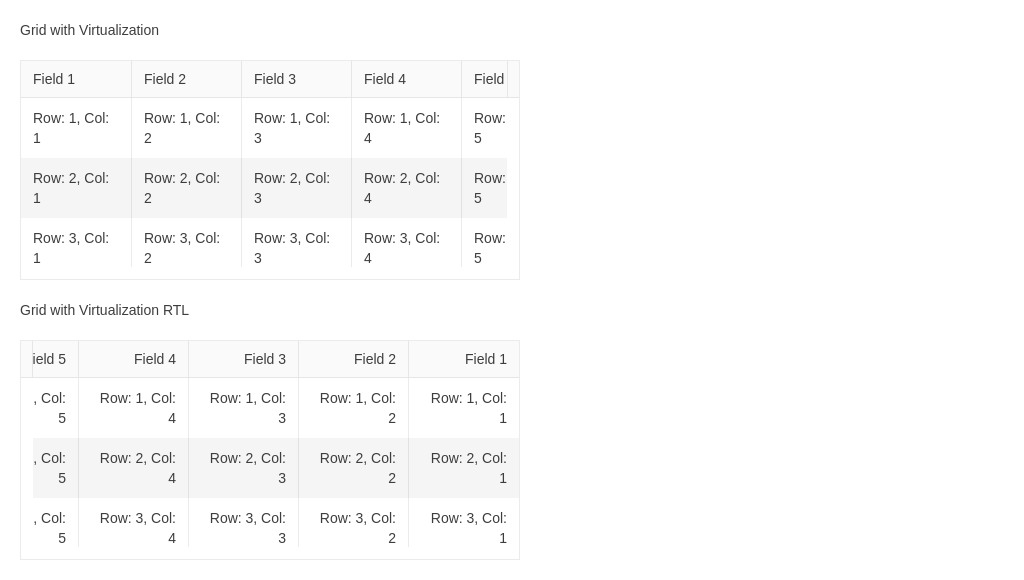 Grid with Virtualization
Field 1 Field 2 Field 3 Field 4 Field
Row: 1, Col: Row: 1, Col: Row: 1, Col: Row: 1, Col: Row:
1 2 3 4 5
Row: 2, Col: Row: 2, Col: Row: 2, Col: Row: 2, Col: Row:
1 2 3 4 5
Row: 3, Col: Row: 3, Col: Row: 3, Col: Row: 3, Col: Row:
1 2 3 4 5
Grid with Virtualization RTL
ield 5 Field 4 Field 3 Field 2 Field 1
, Col: Row: 1, Col: Row: 1, Col: Row: 1, Col: Row: 1, Col:
5 4 3 2 1
, Col: Row: 2, Col: Row: 2, Col: Row: 2, Col: Row: 2, Col:
5 4 3 2 1
, Col: Row: 3, Col: Row: 3, Col: Row: 3, Col: Row: 3, Col:
5 4 3 2 1